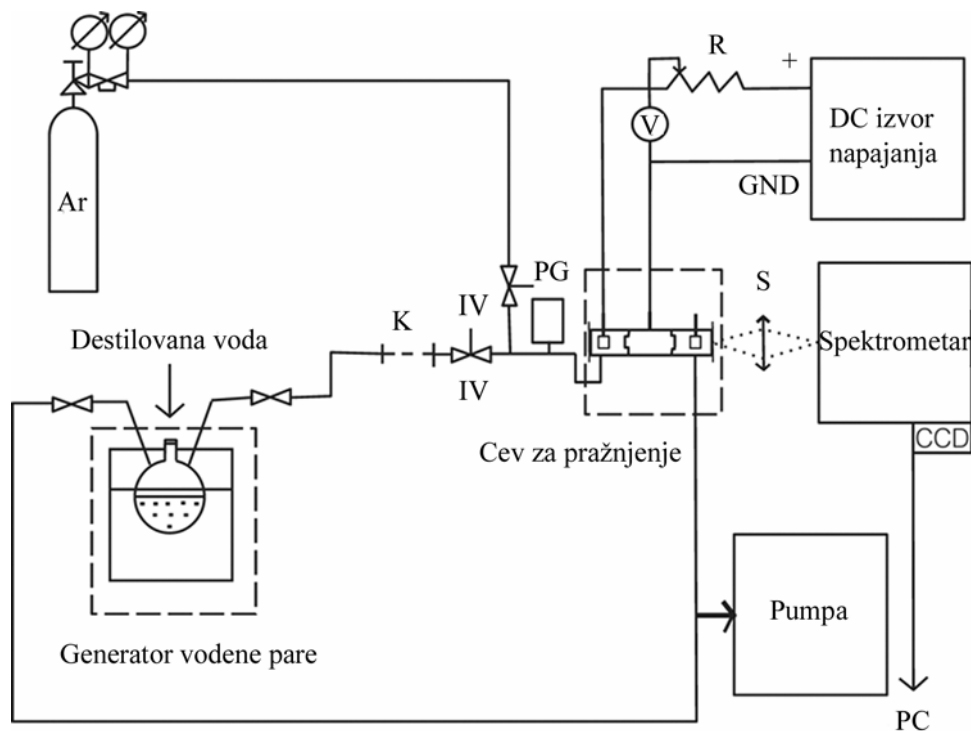 R
+
V
DC izvor
napajanja
GND
Ar
PG
S
IV
K
IV
Spektrometar
Destilovana voda
CCD
Cev za pražnjenje
Pumpa
Generator vodene pare
PC